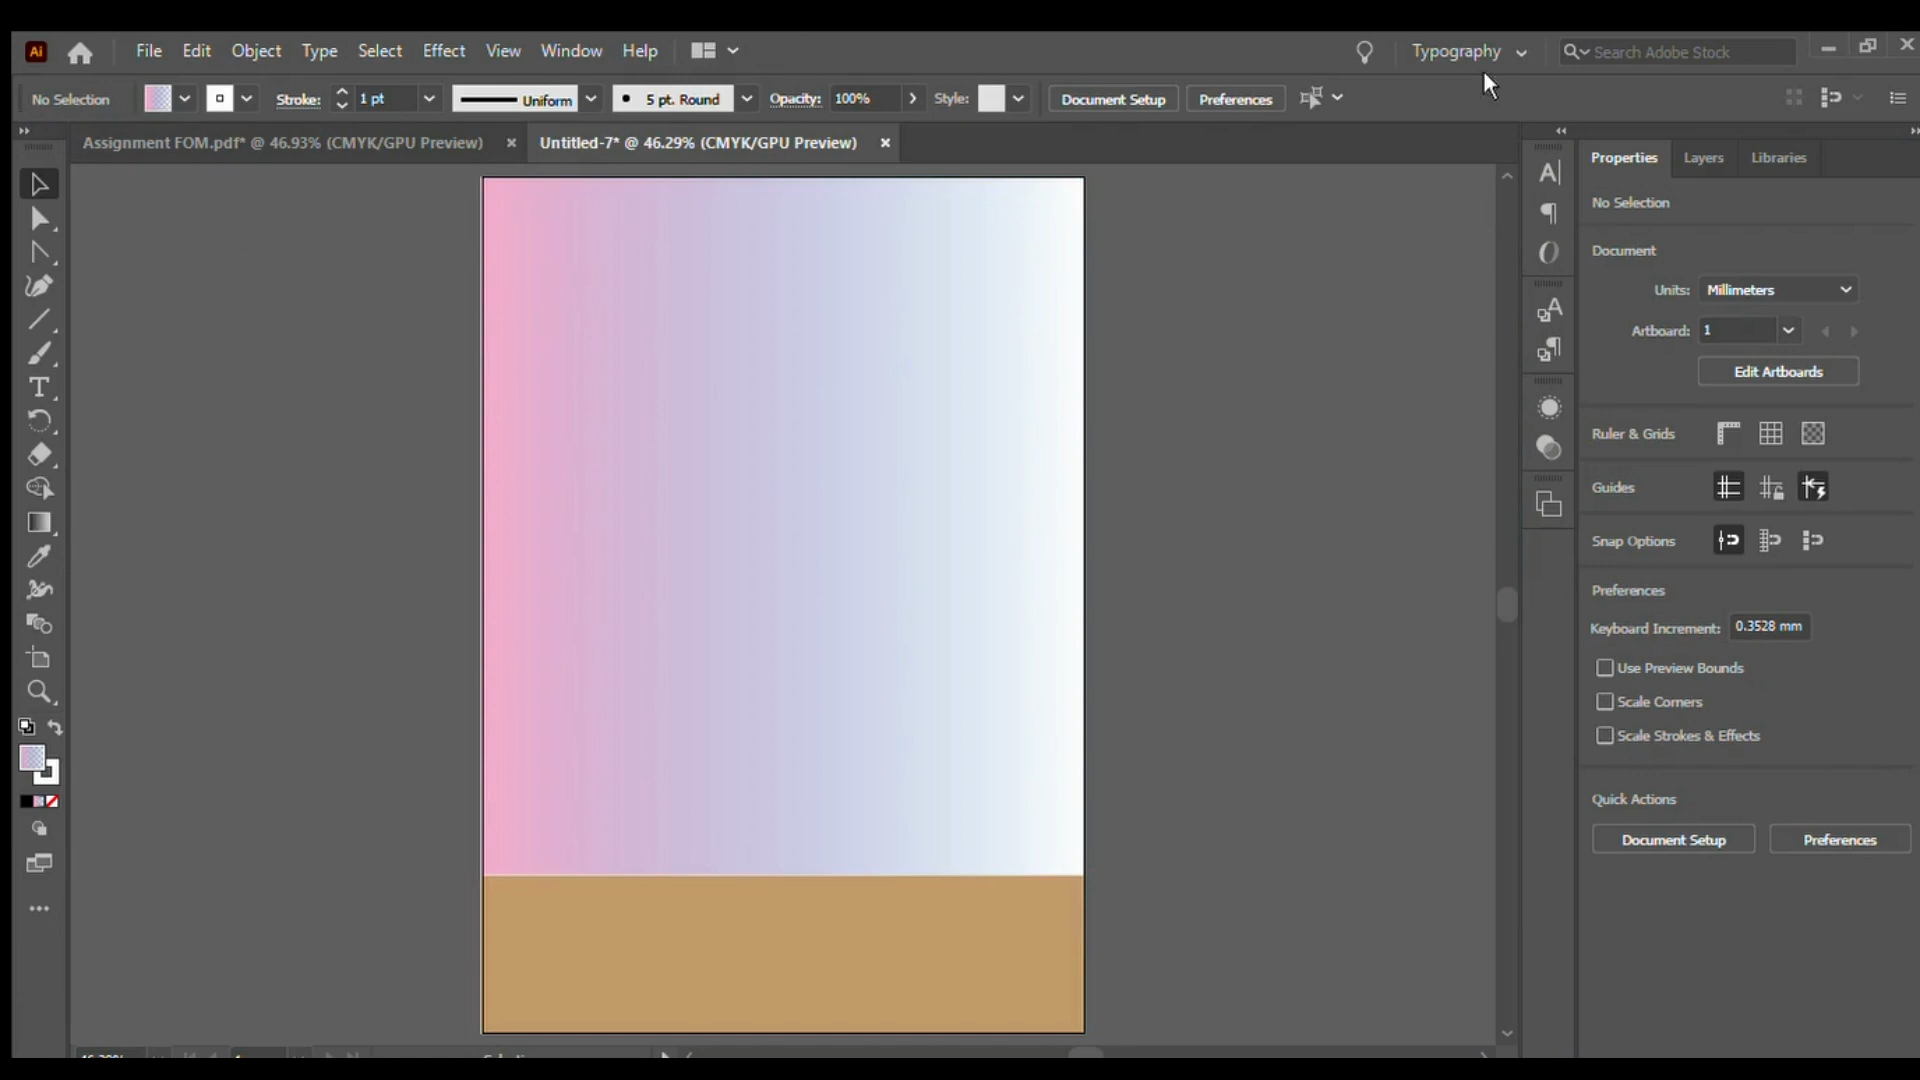 Ai File Edit Object Type Select Effect View Window Help Typography Search Adobe Stock
No Selection Stroke: 1 pt Uniform 5 pt. Round Opacity: 100% Style: Document Setup Preferences
Assignment FOM.pdf* @ 46.93% (CMYK/GPU Preview) Untitled-7* @ 46.29% (CMYK/GPU Preview)
Properties Layers Libraries
No Selection
Document
Units: Millimeters
Artboard: 1
Edit Artboards
Ruler & Grids
Guides
Snap Options
Preferences
Keyboard Increment: 0.3528 mm
Use Preview Bounds
Scale Corners
Scale Strokes & Effects
Quick Actions
Document Setup Preferences